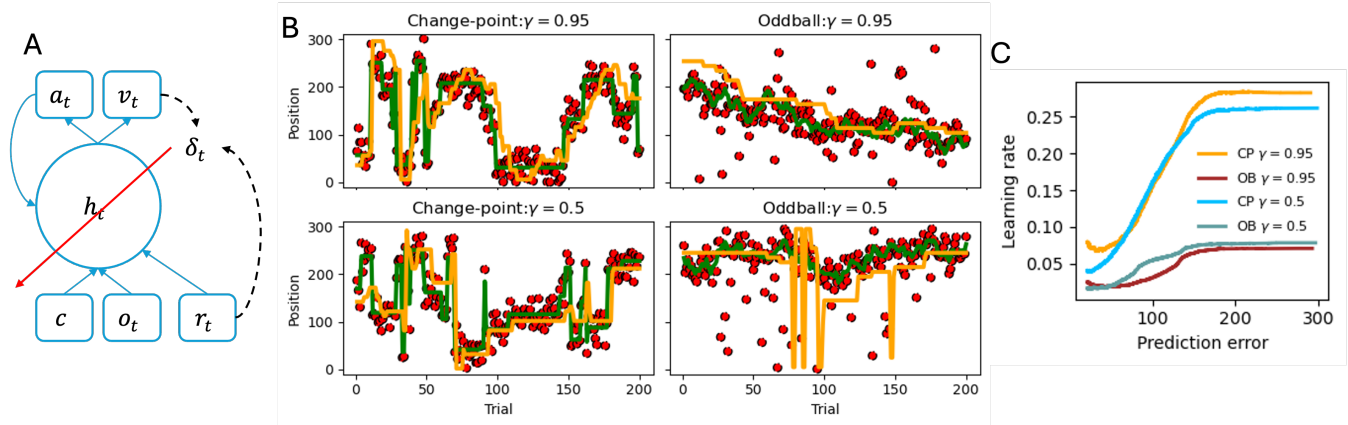 A
a_t
v_t
δ_t
h_t
c
o_t
r_t
B
Change-point:γ = 0.95
Oddball:γ = 0.95
Position
300
200
100
0
Change-point:γ = 0.5
Oddball:γ = 0.5
Position
300
200
100
0
0 50 100 150 200
0 50 100 150 200
Trial
Trial
C
Learning rate
0.25
0.20
0.15
0.10
0.05
CP γ = 0.95
OB γ = 0.95
CP γ = 0.5
OB γ = 0.5
100 200 300
Prediction error